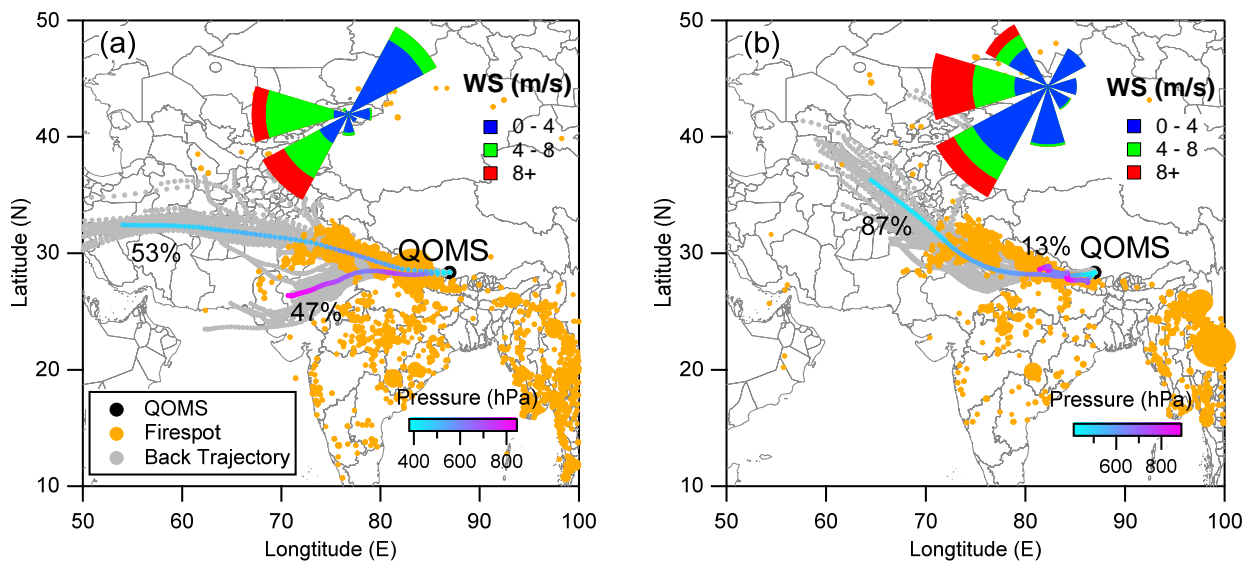 50
40
30
20
10
Latitude (N)
(a)
WS (m/s)
0 - 4
4 - 8
8+
53%
47%
QOMS
QOMS
Firespot
Back Trajectory
Pressure (hPa)
400 600 800
50 60 70 80 90 100
Longtitude (E)
50
40
30
20
10
Latitude (N)
(b)
WS (m/s)
0 - 4
4 - 8
8+
87%
13%
QOMS
Pressure (hPa)
600 800
50 60 70 80 90 100
Longtitude (E)